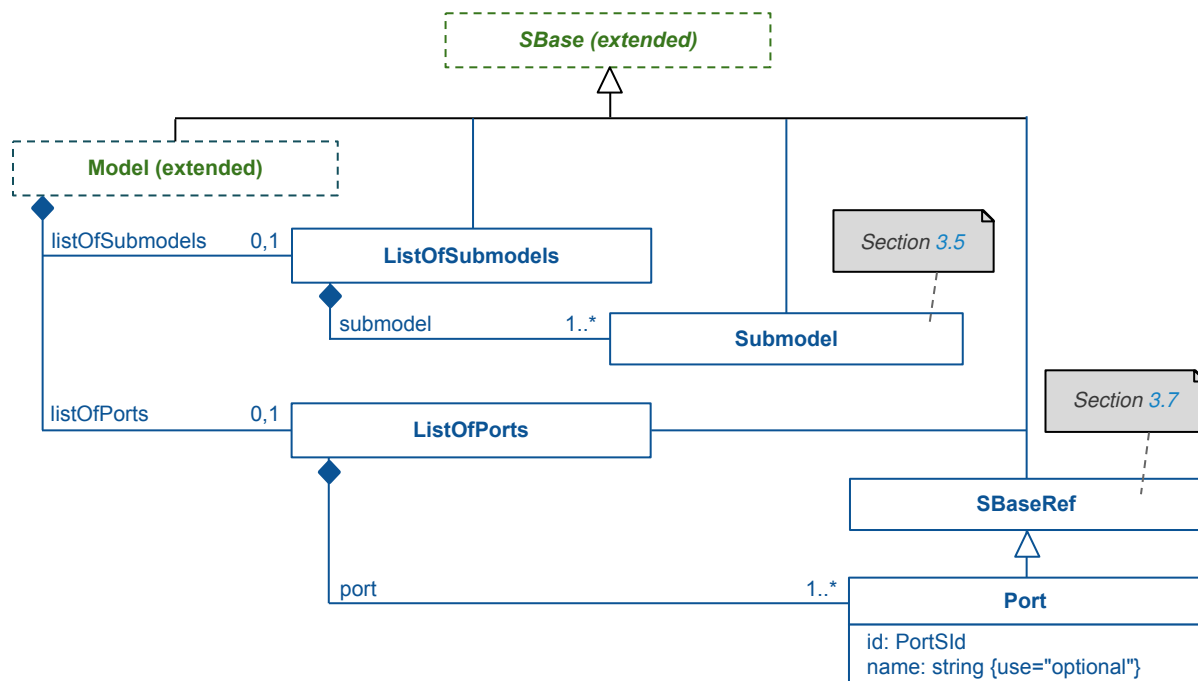 SBase (extended)
Model (extended)
listOfSubmodels 0,1
ListOfSubmodels
Section 3.5
submodel 1..*
Submodel
listOfPorts 0,1
ListOfPorts
Section 3.7
SBaseRef
port 1..*
Port
id: PortSId
name: string {use="optional"}